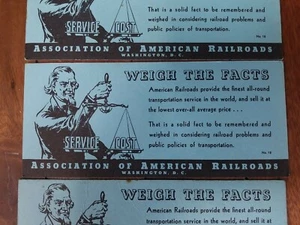 SERVICE COST
That is a solid fact to be remembered and
weighed in considering railroad problems and
public policies of transportation.
ASSOCIATION OF AMERICAN RAILROADS
WASHINGTON, D. C.
WEIGH THE FACTS
American Railroads provide the finest all-round
transportation service in the world, and sell it at
the lowest over-all average price...
That is a solid fact to be remembered and
weighed in considering railroad problems and
public policies of transportation.
SERVICE COST
ASSOCIATION OF AMERICAN RAILROADS
WASHINGTON, D. C.
WEIGH THE FACTS
American Railroads provide the finest all-round
transportation service in the world, and sell it at